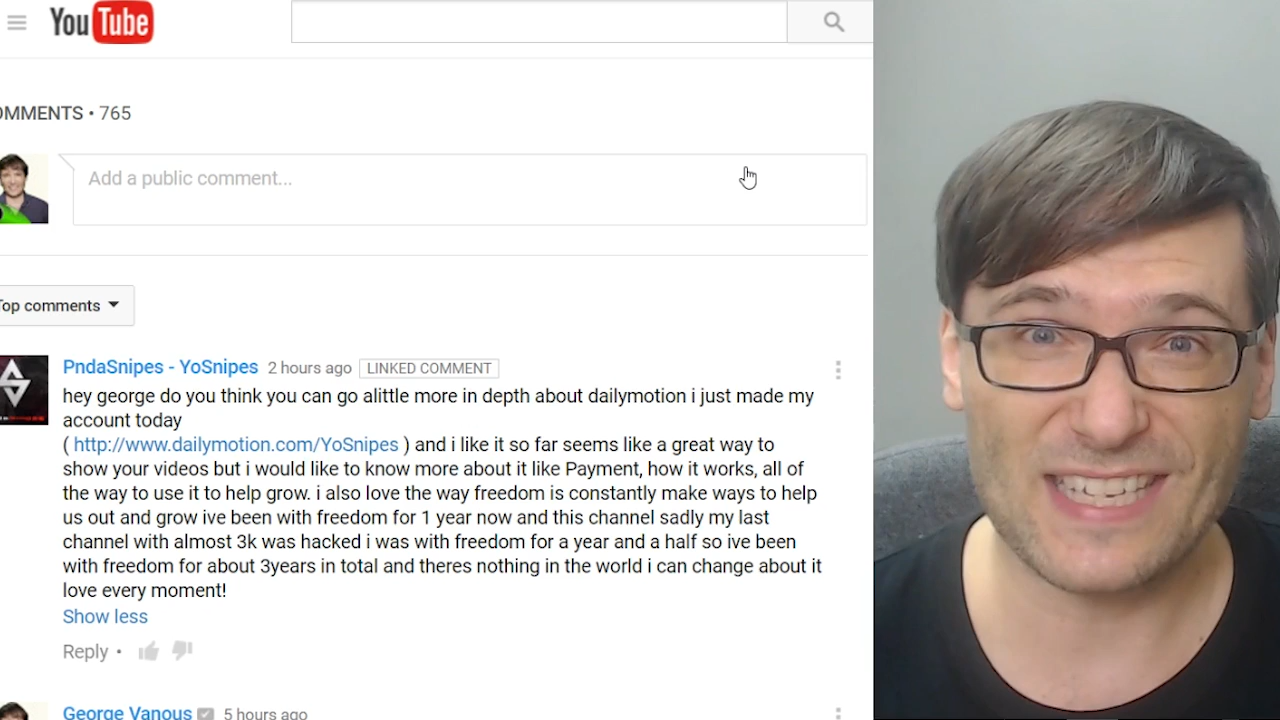 YouTube
OMMENTS • 765
Add a public comment...
Top comments
PndaSnipes - YoSnipes 2 hours ago LINKED COMMENT
hey george do you think you can go alittle more in depth about dailymotion i just made my
account today
( http://www.dailymotion.com/YoSnipes ) and i like it so far seems like a great way to
show your videos but i would like to know more about it like Payment, how it works, all of
the way to use it to help grow. i also love the way freedom is constantly make ways to help
us out and grow ive been with freedom for 1 year now and this channel sadly my last
channel with almost 3k was hacked i was with freedom for a year and a half so ive been
with freedom for about 3years in total and theres nothing in the world i can change about it
love every moment!
Show less
Reply •
George Vanous 5 hours ago